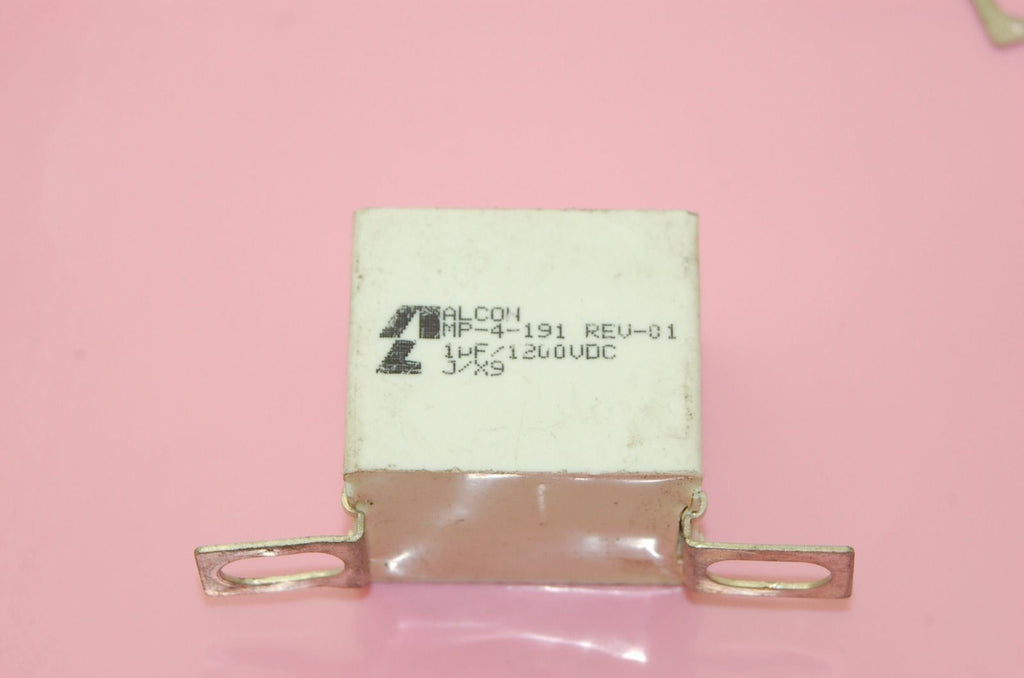 ALCON
MP-4-191 REV-01
1µF/1200VDC
J/X9